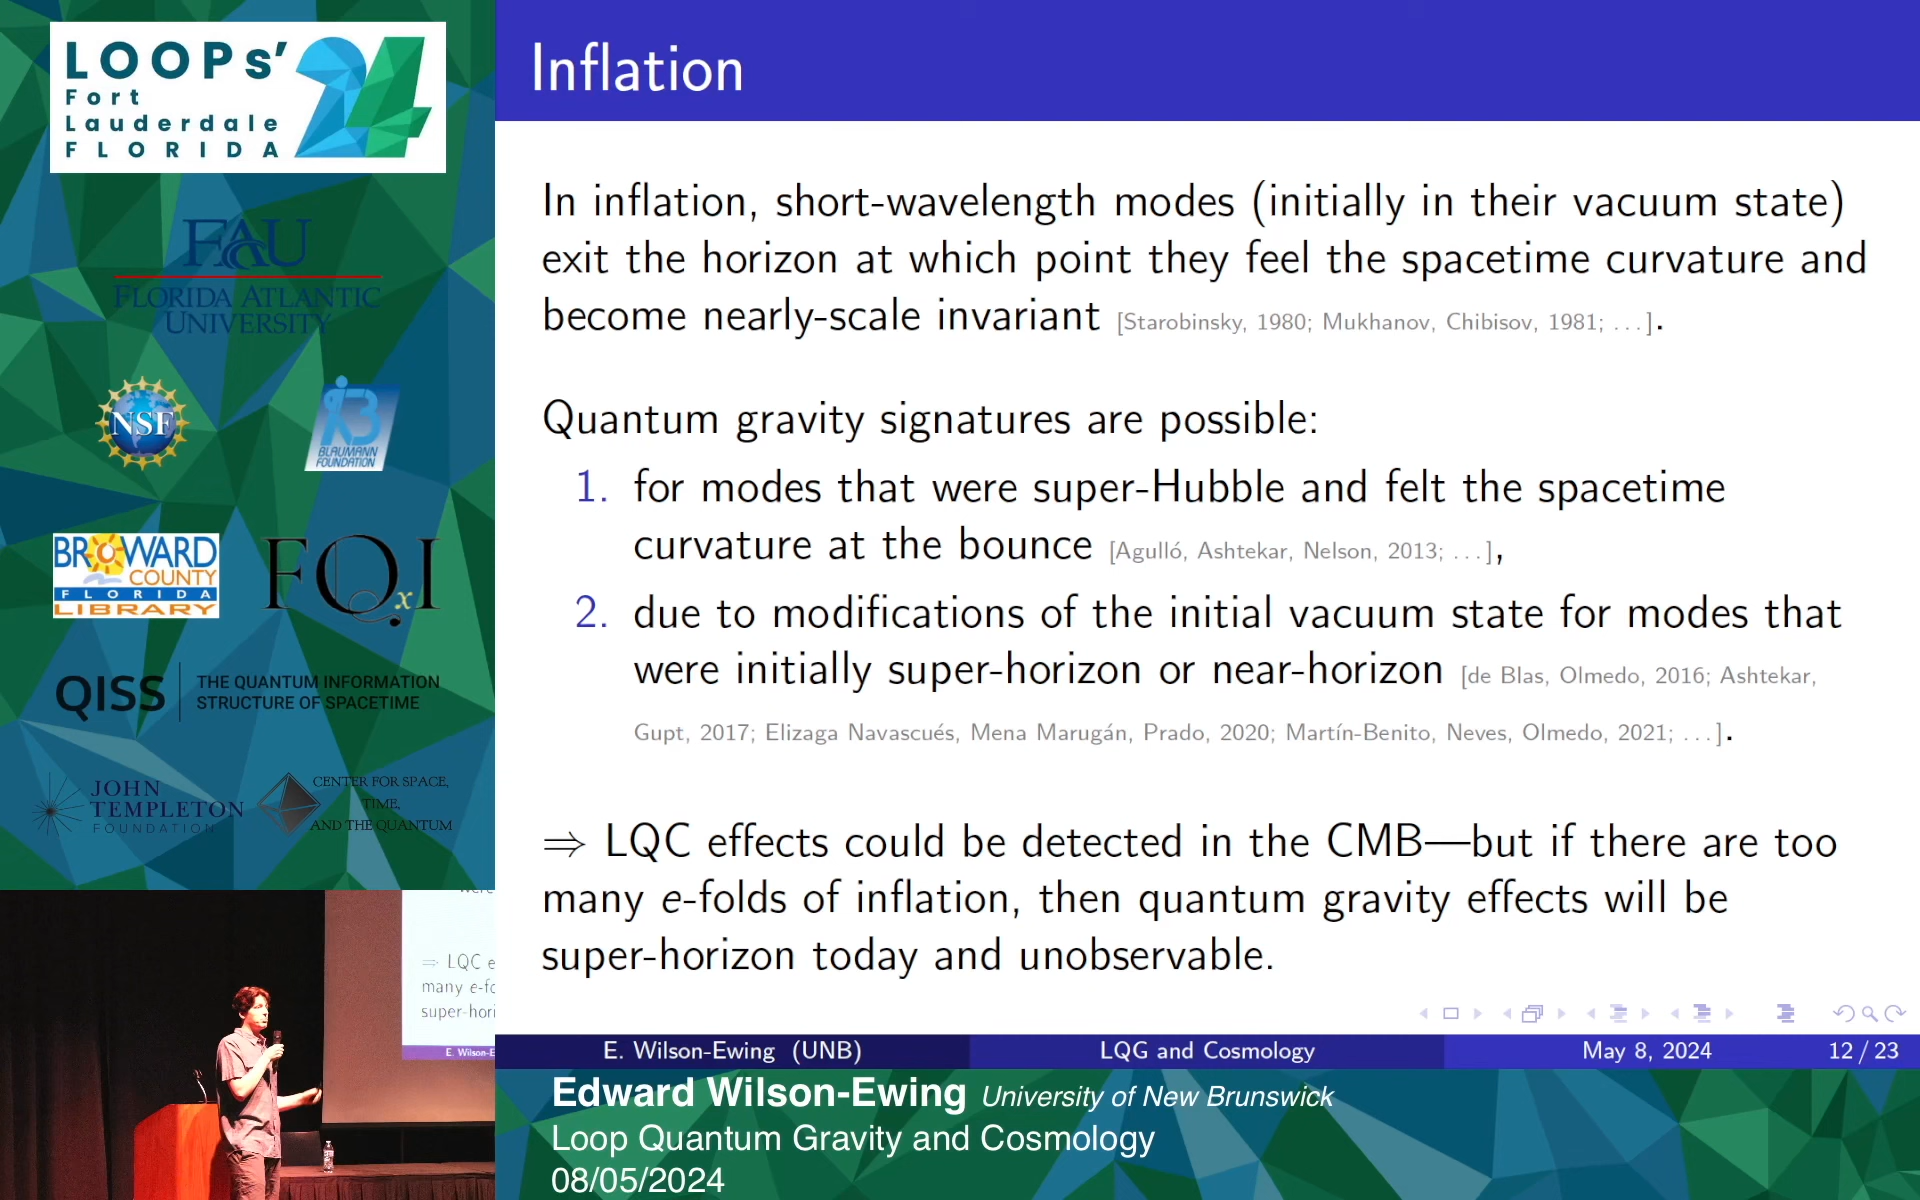 LOOPs'24
Fort
Lauderdale
FLORIDA
FAU
FLORIDA ATLANTIC
UNIVERSITY
NSF
B
BLAUMANN
FOUNDATION
BROWARD
COUNTY
FLORIDA
LIBRARY
FQxI
QISS
THE QUANTUM INFORMATION
STRUCTURE OF SPACETIME
JOHN
TEMPLETON
FOUNDATION
CENTER FOR SPACE,
TIME,
AND THE QUANTUM
Inflation
In inflation, short-wavelength modes (initially in their vacuum state)
exit the horizon at which point they feel the spacetime curvature and
become nearly-scale invariant [Starobinsky, 1980; Mukhanov, Chibisov, 1981; ...].
Quantum gravity signatures are possible:
1. for modes that were super-Hubble and felt the spacetime
curvature at the bounce [Agulló, Ashtekar, Nelson, 2013; ...],
2. due to modifications of the initial vacuum state for modes that
were initially super-horizon or near-horizon [de Blas, Olmedo, 2016; Ashtekar,
Gupt, 2017; Elizaga Navascués, Mena Marugán, Prado, 2020; Martín-Benito, Neves, Olmedo, 2021; ...].
⇒ LQC effects could be detected in the CMB—but if there are too
many e-folds of inflation, then quantum gravity effects will be
super-horizon today and unobservable.
E. Wilson-Ewing (UNB)
LQG and Cosmology
May 8, 2024
12 / 23
⇒ LQC e
many e-fo
super-hori
E. Wilson-E
Edward Wilson-Ewing University of New Brunswick
Loop Quantum Gravity and Cosmology
08/05/2024